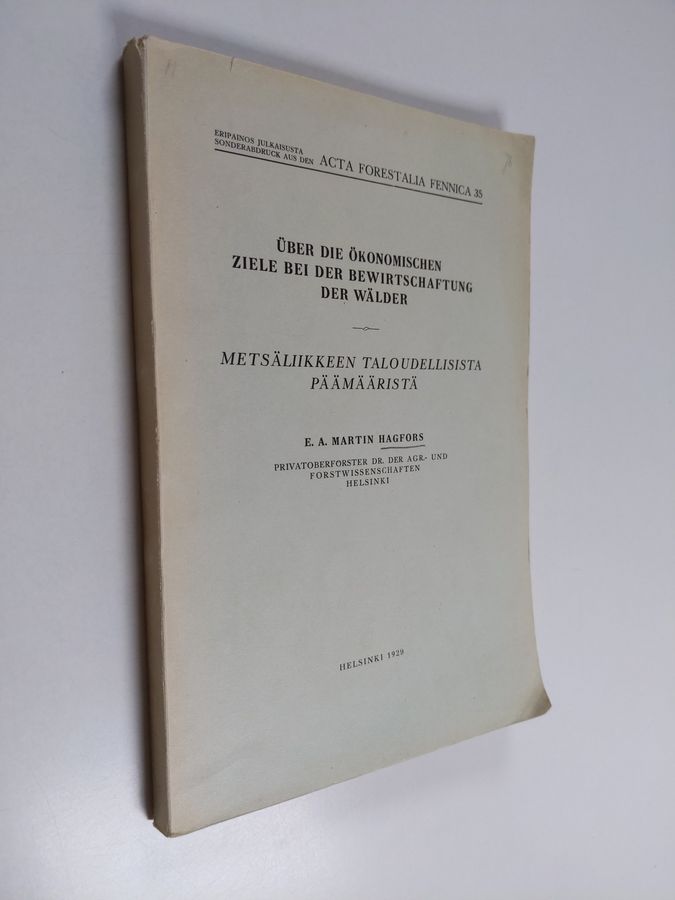 ERIPAINOS JULKAISUSTA
SONDERABDRUCK AUS DEN ACTA FORESTALIA FENNICA 35
ÜBER DIE ÖKONOMISCHEN
ZIELE BEI DER BEWIRTSCHAFTUNG
DER WÄLDER
METSÄLIIKKEEN TALOUDELLISISTA
PÄÄMÄÄRISTÄ
E. A. MARTIN HAGFORS
PRIVATOBERFÖRSTER DR. DER AGR.- UND
FORSTWISSENSCHAFTEN
HELSINKI
HELSINKI 1929